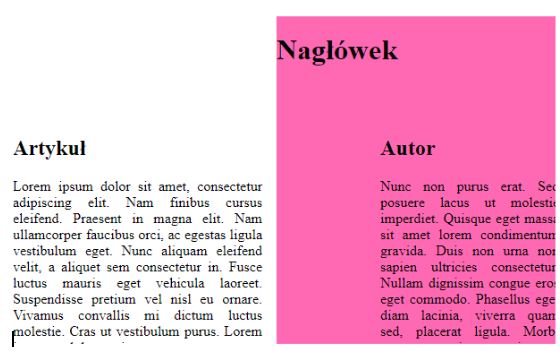 Nagłówek
Artykuł
Lorem ipsum dolor sit amet, consectetur
adipiscing elit. Nam finibus cursus
eleifend. Praesent in magna elit. Nam
ullamcorper faucibus orci, ac egestas ligula
vestibulum eget. Nunc aliquam eleifend
velit, a aliquet sem consectetur in. Fusce
luctus mauris eget vehicula laoreet.
Suspendisse pretium vel nisl eu ornare.
Vivamus convallis mi dictum luctus
molestie. Cras ut vestibulum purus. Lorem
Autor
Nunc non purus erat. Sed
posuere lacus ut molestie
imperdiet. Quisque eget massa
sit amet lorem condimentum
gravida. Duis non urna non
sapien ultricies consectetur
Nullam dignissim congue eros
eget commodo. Phasellus eget
diam lacinia, viverra quam
sed, placerat ligula. Morb